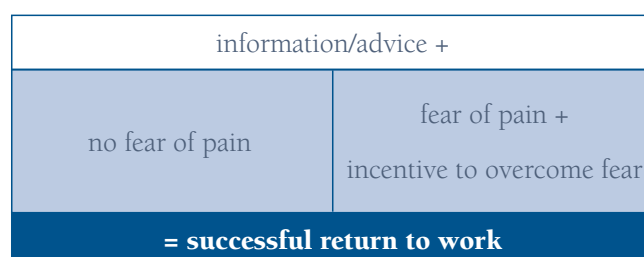 information/advice +
no fear of pain
fear of pain +
incentive to overcome fear
= successful return to work